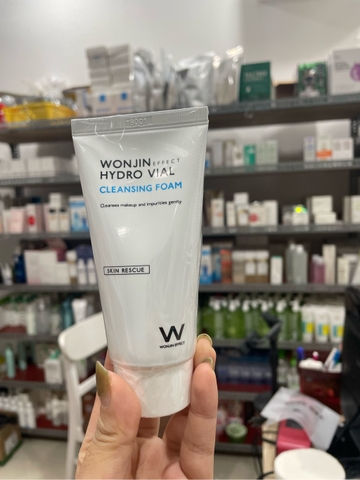 WONJIN EFFECT
HYDRO VIAL
CLEANSING FOAM
Cleanses makeup and impurities gently
SKIN RESCUE
W
WONJIN EFFECT